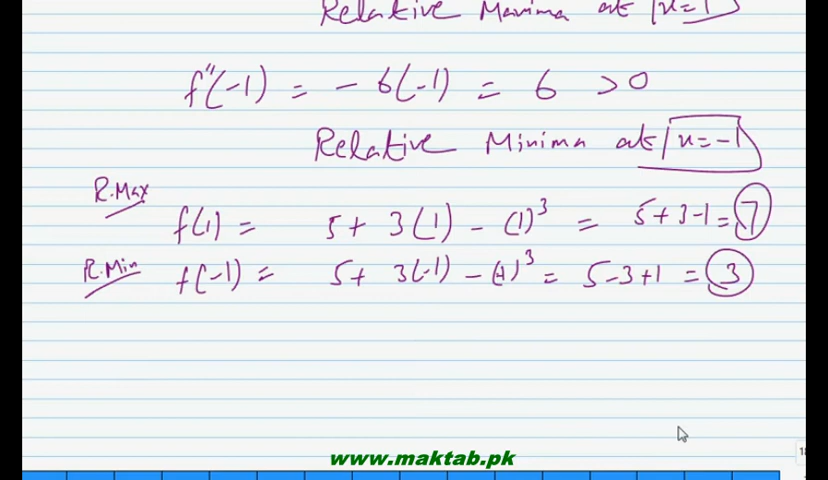 Relative Maxima at x=1
f"(-1) = -6(-1) = 6 >0
Relative Minima at x=-1
R.Max f(1) = 5+ 3(1) - (1)^3 = 5+3-1=7
R.Min f(-1) = 5+ 3(-1) - (-1)^3 = 5-3+1 = 3
www.maktab.pk